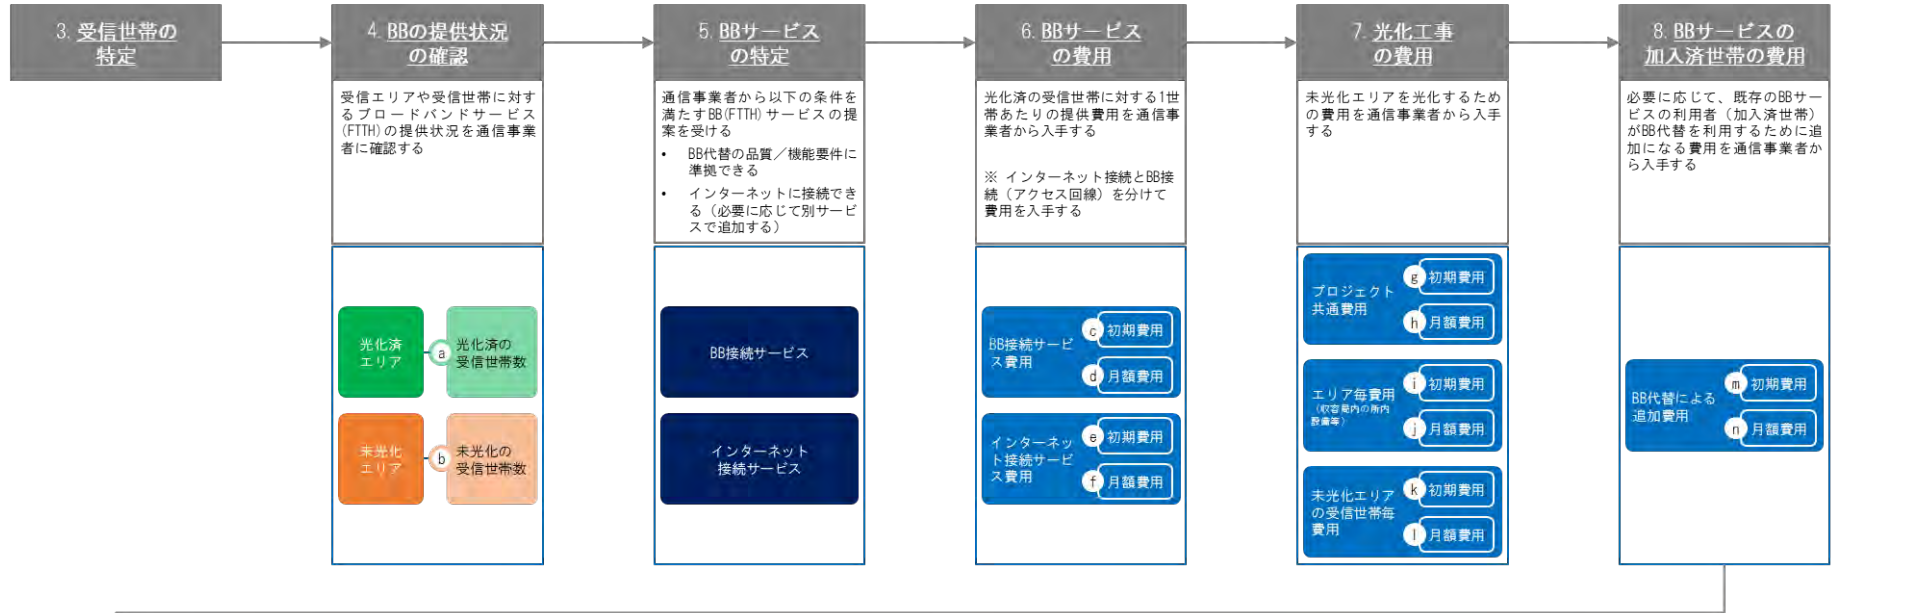 3. 受信世帯の
特定
4. BBの提供状況
の確認
受信エリアや受信世帯に対す
るブロードバンドサービス
(FTTH)の提供状況を通信事業
者に確認する
光化済
エリア
a
光化済の
受信世帯数
未光化
エリア
b
未光化の
受信世帯数
5. BBサービス
の特定
通信事業者から以下の条件を
満たすBB(FTTH)サービスの提
案を受ける
• BB代替の品質／機能要件に
準拠できる
• インターネットに接続でき
る（必要に応じて別サービ
スで追加する）
BB接続サービス
インターネット
接続サービス
6. BBサービス
の費用
光化済の受信世帯に対する1世
帯あたりの提供費用を通信事
業者から入手する
※ インターネット接続とBB接
続（アクセス回線）を分けて
費用を入手する
BB接続サービ
ス費用
c 初期費用
d 月額費用
インターネッ
ト接続サービ
ス費用
e 初期費用
f 月額費用
7. 光化工事
の費用
未光化エリアを光化するため
の費用を通信事業者から入手
する
プロジェクト
共通費用
g 初期費用
h 月額費用
エリア毎費用
（収容局内の所内
設備等）
i 初期費用
j 月額費用
未光化エリア
の受信世帯毎
費用
k 初期費用
l 月額費用
8. BBサービスの
加入済世帯の費用
必要に応じて、既存のBBサー
ビスの利用者（加入済世帯）
がBB代替を利用するために追
加になる費用を通信事業者か
ら入手する
BB代替による
追加費用
m 初期費用
n 月額費用